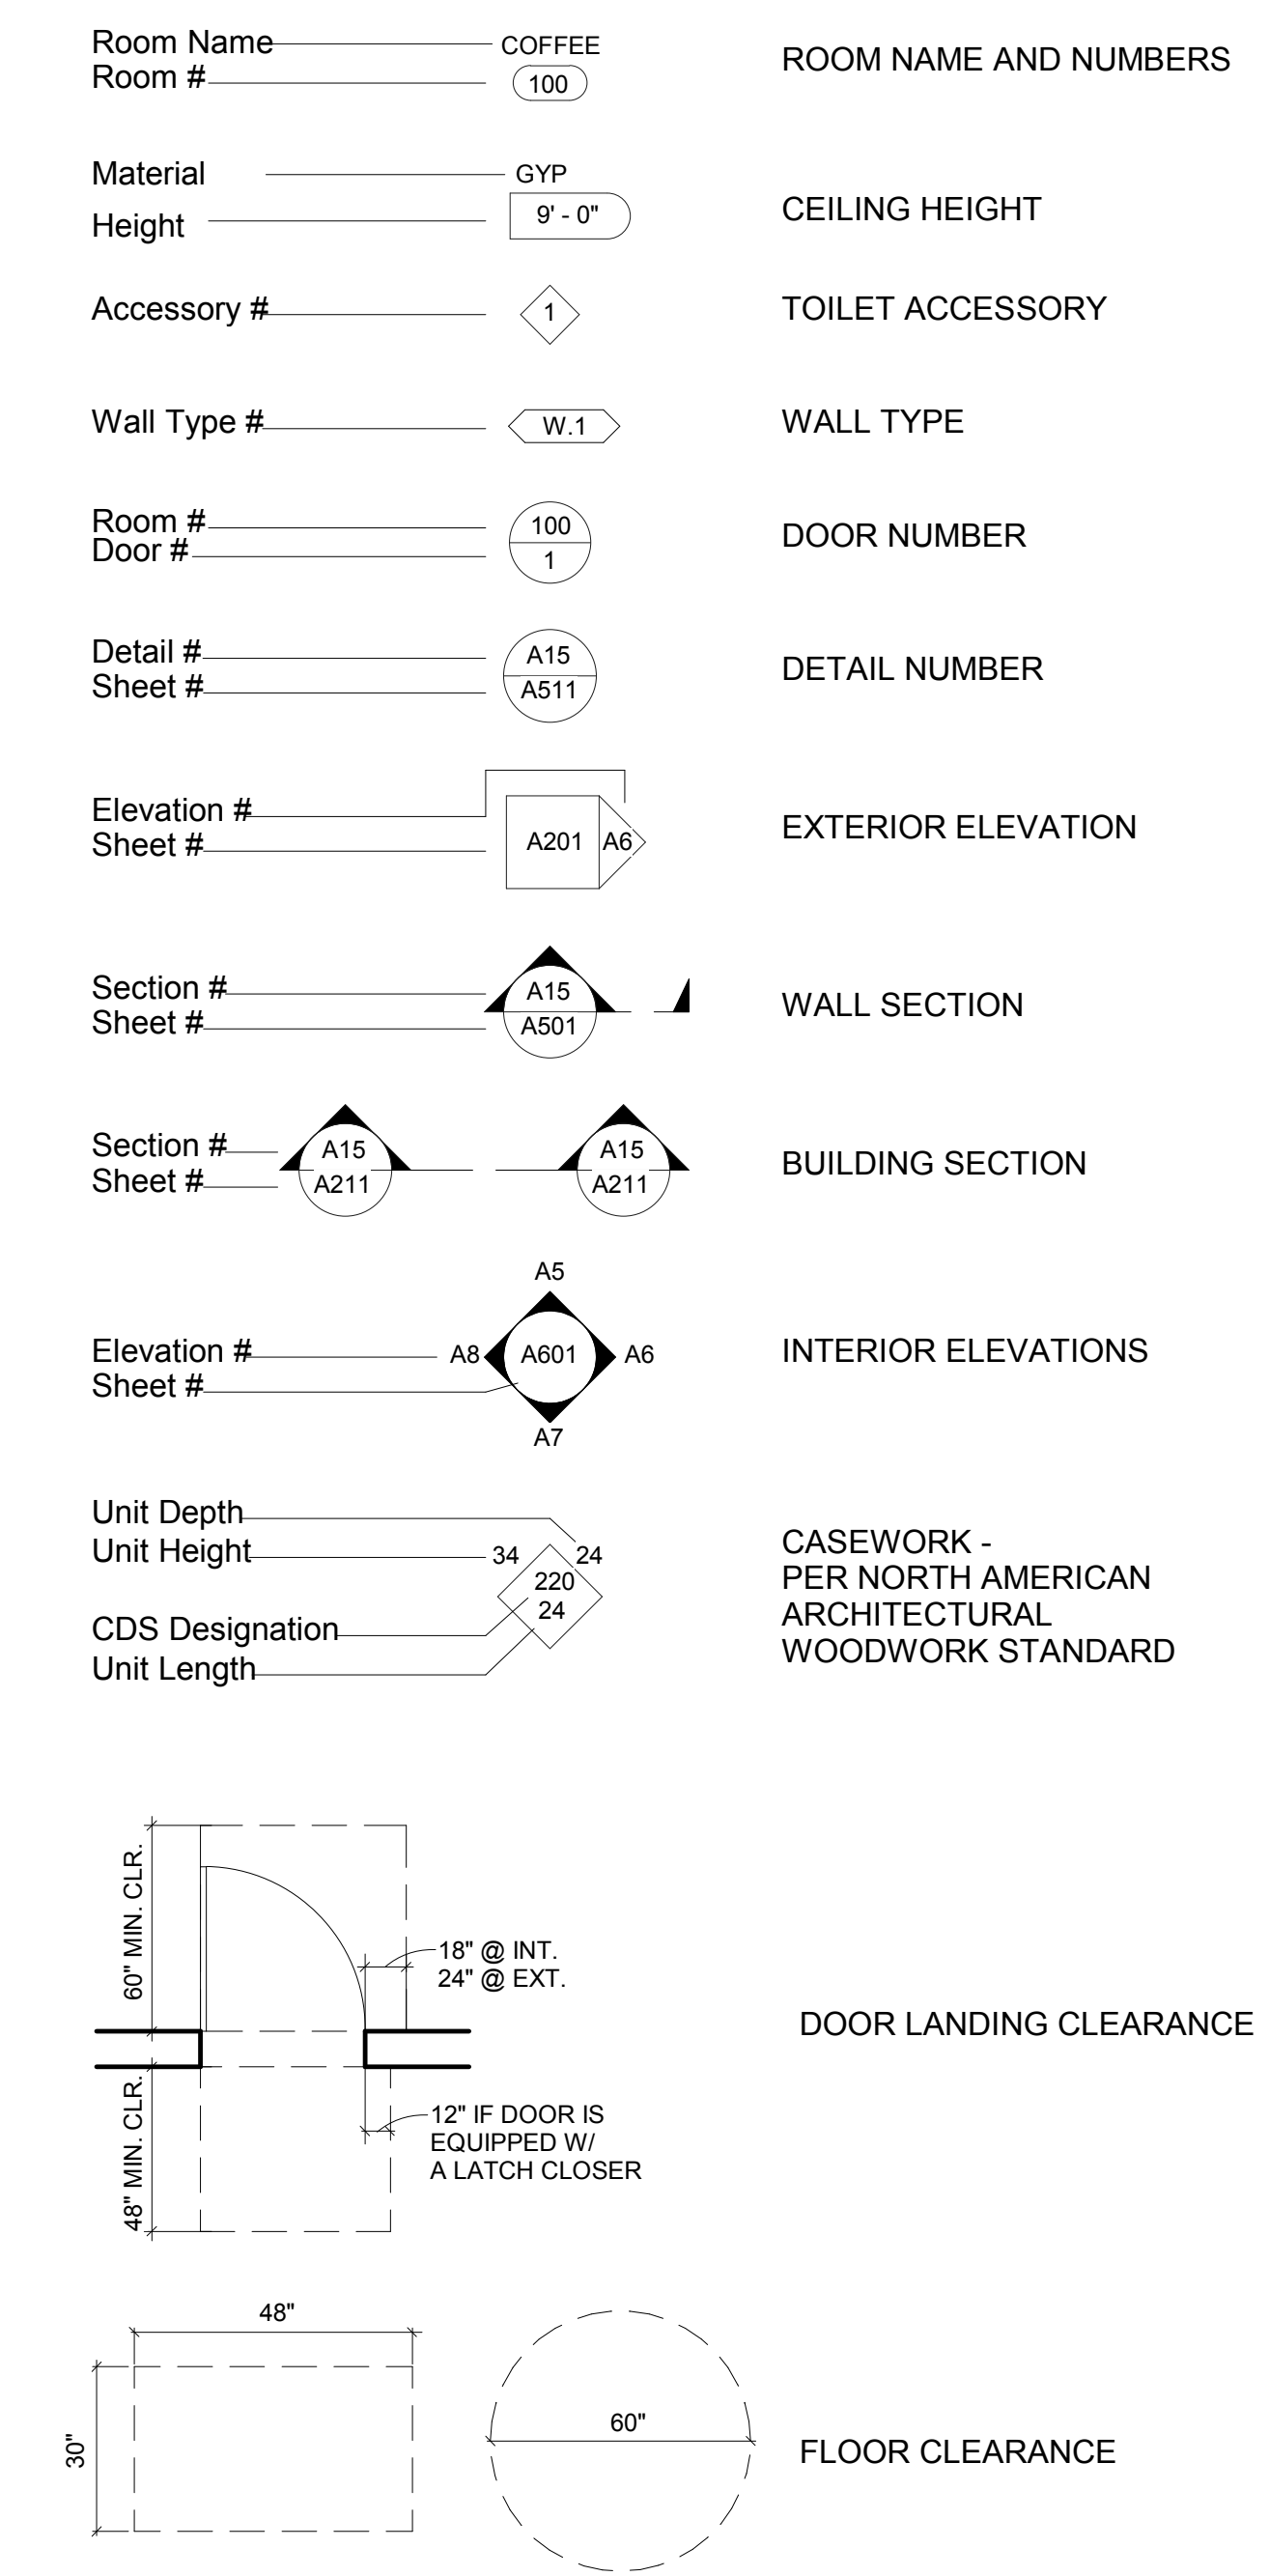 Room Name
COFFEE
ROOM NAME AND NUMBERS
Room #
100
Material
GYP
CEILING HEIGHT
Height
9' - 0"
Accessory #
1
TOILET ACCESSORY
Wall Type #
W.1
WALL TYPE
Room #
100
DOOR NUMBER
Door #
1
Detail #
A15
DETAIL NUMBER
Sheet #
A511
Elevation #
Sheet #
A201
A6
EXTERIOR ELEVATION
Section #
A15
WALL SECTION
Sheet #
A501
Section #
A15
A15
BUILDING SECTION
Sheet #
A211
A211
A5
Elevation #
A8
A601
A6
INTERIOR ELEVATIONS
Sheet #
A7
Unit Depth
Unit Height
34
24
220
24
CDS Designation
Unit Length
CASEWORK -
PER NORTH AMERICAN
ARCHITECTURAL
WOODWORK STANDARD
60" MIN. CLR.
18" @ INT.
24" @ EXT.
DOOR LANDING CLEARANCE
48" MIN. CLR.
12" IF DOOR IS
EQUIPPED W/
A LATCH CLOSER
48"
30"
60"
FLOOR CLEARANCE